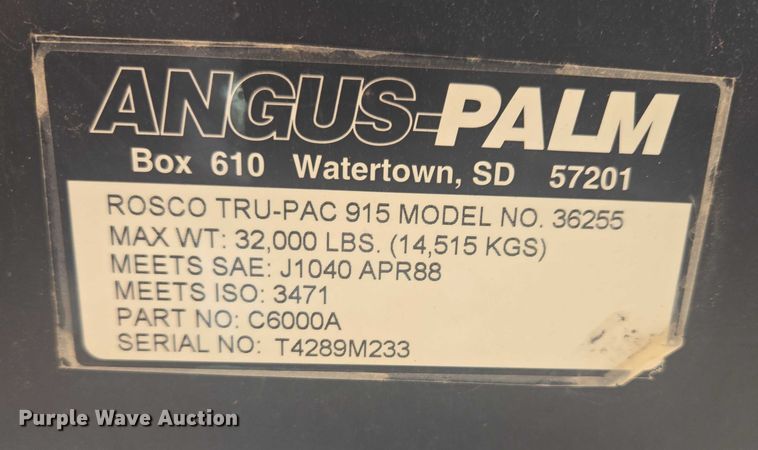 ANGUS-PALM
Box 610 Watertown, SD 57201
ROSCO TRU-PAC 915 MODEL NO. 36255
MAX WT: 32,000 LBS. (14,515 KGS)
MEETS SAE: J1040 APR88
MEETS ISO: 3471
PART NO: C6000A
SERIAL NO: T4289M233
Purple Wave Auction